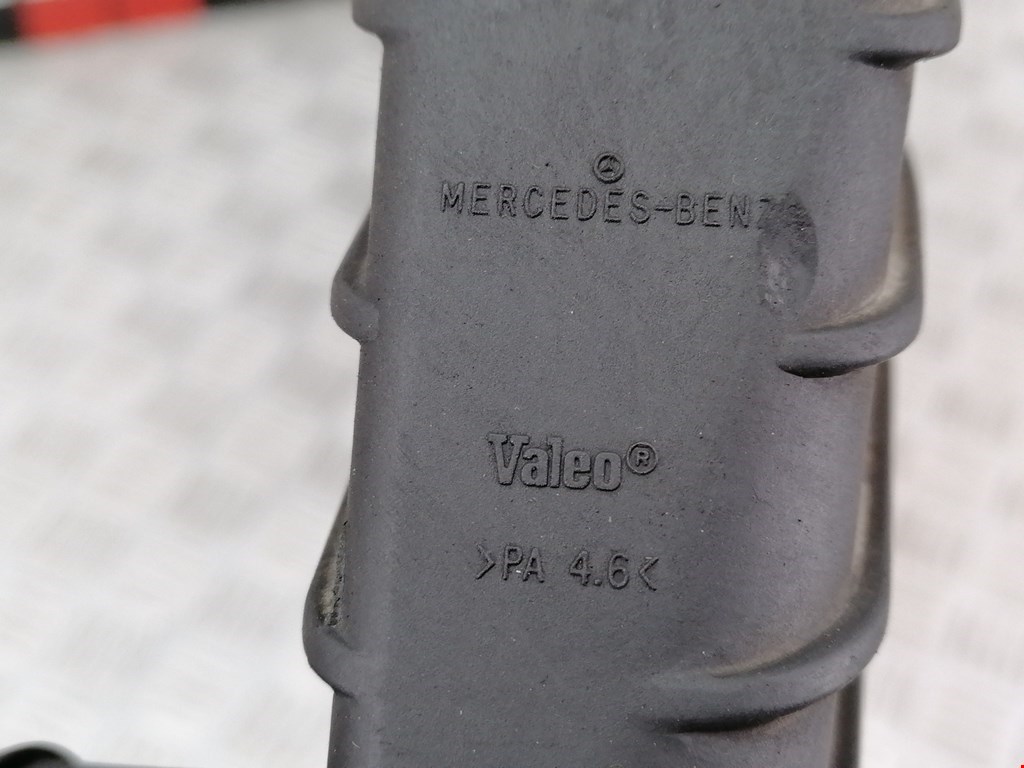 MERCEDES-BENZ
Valeo®
>PA 4.6<